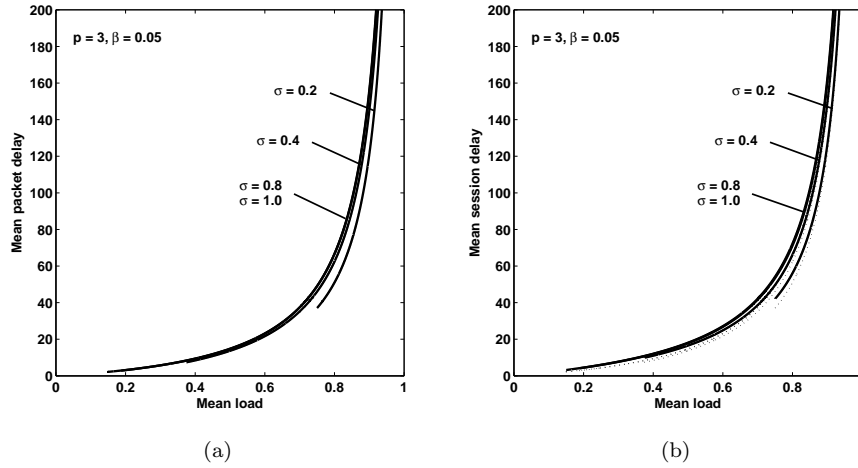 200
180
160
140
120
100
80
60
40
20
0
Mean packet delay
p = 3, β = 0.05
σ = 0.2
σ = 0.4
σ = 0.8
σ = 1.0
0 0.2 0.4 0.6 0.8 1
Mean load
(a)
200
180
160
140
120
100
80
60
40
20
0
Mean session delay
p = 3, β = 0.05
σ = 0.2
σ = 0.4
σ = 0.8
σ = 1.0
0 0.2 0.4 0.6 0.8
Mean load
(b)